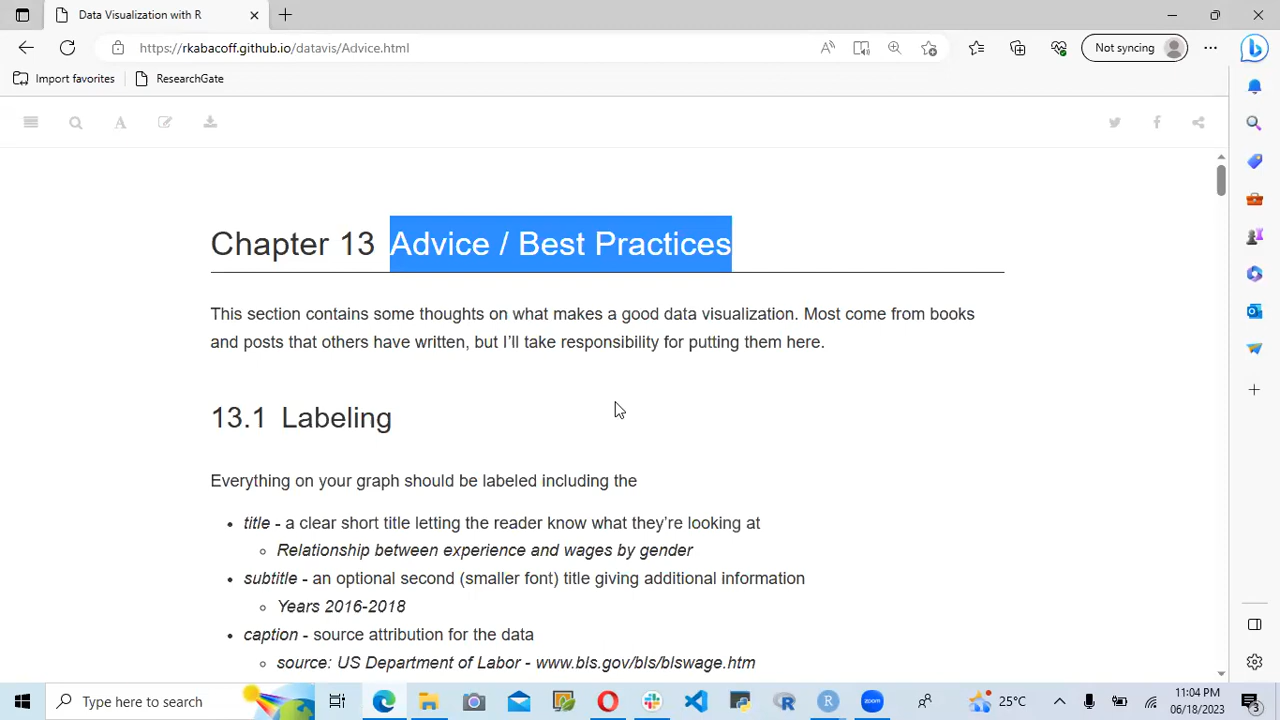 Data Visualization with R
https://rkabacoff.github.io/datavis/Advice.html
Not syncing
Import favorites
ResearchGate
Chapter 13 Advice / Best Practices
This section contains some thoughts on what makes a good data visualization. Most come from books
and posts that others have written, but I’ll take responsibility for putting them here.
13.1 Labeling
Everything on your graph should be labeled including the
• title - a clear short title letting the reader know what they’re looking at
◦ Relationship between experience and wages by gender
• subtitle - an optional second (smaller font) title giving additional information
◦ Years 2016-2018
• caption - source attribution for the data
◦ source: US Department of Labor - www.bls.gov/bls/blswage.htm
Type here to search
zoom
25°C
11:04 PM
06/18/2023
3